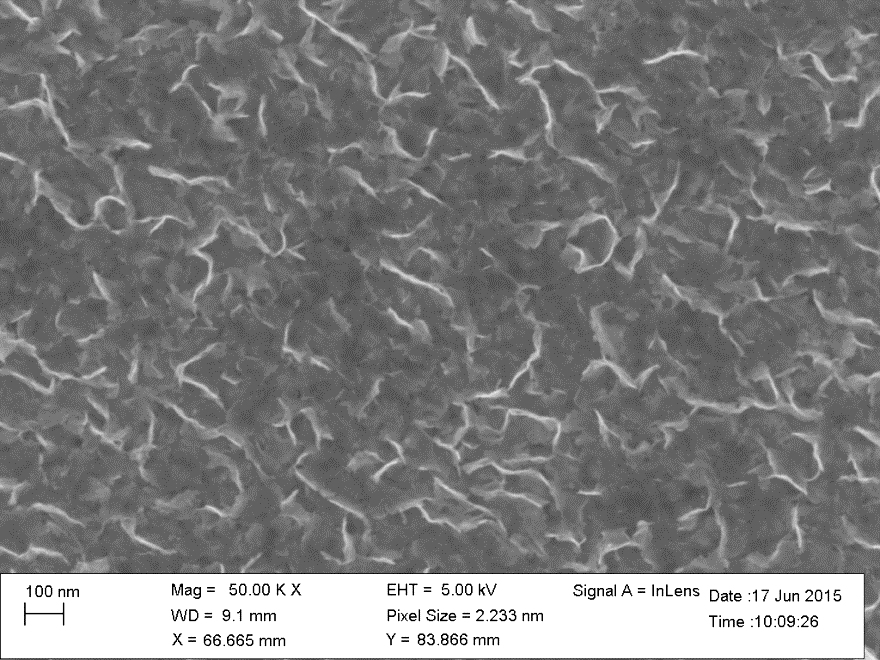 100 nm
Mag = 50.00 K X
WD = 9.1 mm
X = 66.665 mm
EHT = 5.00 kV
Pixel Size = 2.233 nm
Y = 83.866 mm
Signal A = InLens
Date :17 Jun 2015
Time :10:09:26